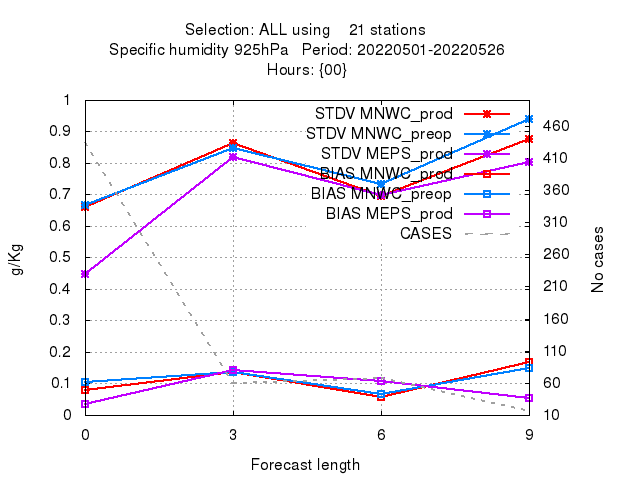 Selection: ALL using    21 stations
Specific humidity 925hPa   Period: 20220501-20220526
Hours: {00}
g/Kg
1
0.9
0.8
0.7
0.6
0.5
0.4
0.3
0.2
0.1
0
STDV MNWC_prod
STDV MNWC_preop
STDV MEPS_prod
BIAS MNWC_prod
BIAS MNWC_preop
BIAS MEPS_prod
CASES
460
410
360
310
260
210
160
110
60
10
No cases
0
3
6
9
Forecast length